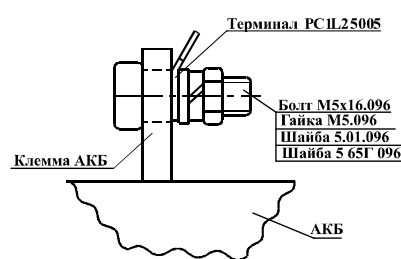 Терминал PC1L25005
Болт М5х16.096
Гайка М5.096
Шайба 5.01.096
Шайба 5 65Г 096
Клемма АКБ
АКБ